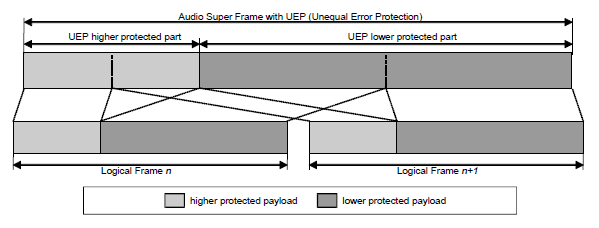 Audio Super Frame with UEP (Unequal Error Protection)
UEP higher protected part
UEP lower protected part
Logical Frame n
Logical Frame n+1
higher protected payload
lower protected payload